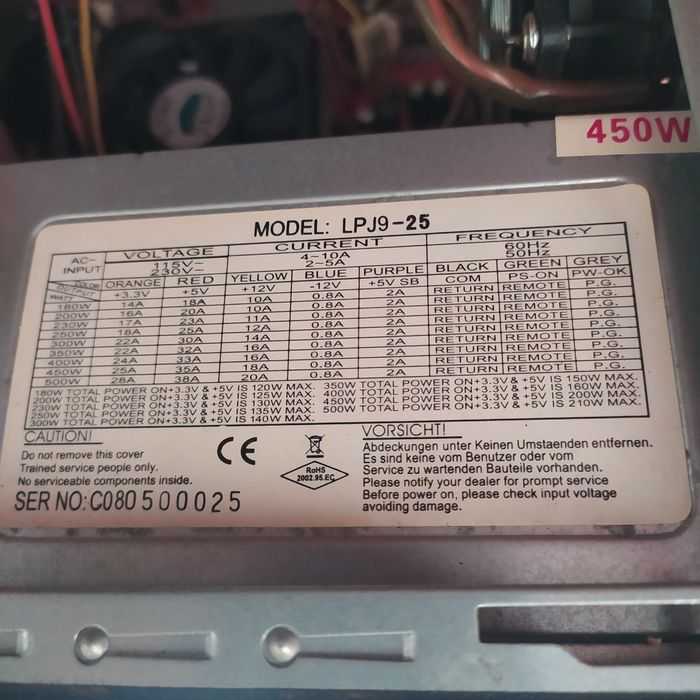 450W
MODEL: LPJ9-25
AC-INPUT VOLTAGE CURRENT FREQUENCY
115V~ 4~10A 60Hz
230V~ 2~5A 50Hz
COLOR ORANGE RED YELLOW BLUE PURPLE BLACK GREEN GREY
OUTPUT WATT +3.3V +5V +12V -12V +5V SB COM PS-ON PW-OK
180W 14A 18A 10A 0.8A 2A RETURN REMOTE P.G.
200W 16A 20A 10A 0.8A 2A RETURN REMOTE P.G.
230W 17A 23A 11A 0.8A 2A RETURN REMOTE P.G.
250W 18A 25A 12A 0.8A 2A RETURN REMOTE P.G.
300W 22A 30A 14A 0.8A 2A RETURN REMOTE P.G.
350W 22A 32A 16A 0.8A 2A RETURN REMOTE P.G.
400W 24A 33A 16A 0.8A 2A RETURN REMOTE P.G.
450W 25A 35A 18A 0.8A 2A RETURN REMOTE P.G.
500W 28A 38A 20A 0.8A 2A RETURN REMOTE P.G.
180W TOTAL POWER ON+3.3V & +5V IS 120W MAX. 350W TOTAL POWER ON+3.3V & +5V IS 150W MAX.
200W TOTAL POWER ON+3.3V & +5V IS 125W MAX. 400W TOTAL POWER ON+3.3V & +5V IS 160W MAX.
230W TOTAL POWER ON+3.3V & +5V IS 130W MAX. 450W TOTAL POWER ON+3.3V & +5V IS 200W MAX.
250W TOTAL POWER ON+3.3V & +5V IS 135W MAX. 500W TOTAL POWER ON+3.3V & +5V IS 210W MAX.
300W TOTAL POWER ON+3.3V & +5V IS 140W MAX.
CAUTION!
Do not remove this cover
Trained service people only.
No serviceable components inside.
SER NO: C080500025
CE
RoHS
2002.95.EC
VORSICHT!
Abdeckungen unter Keinen Umstaenden entfernen.
Es sind keine vom Benutzer oder vom
Service zu wartenden Bauteile vorhanden.
Please notify your dealer for prompt service
Before power on, please check input voltage
avoiding damage.